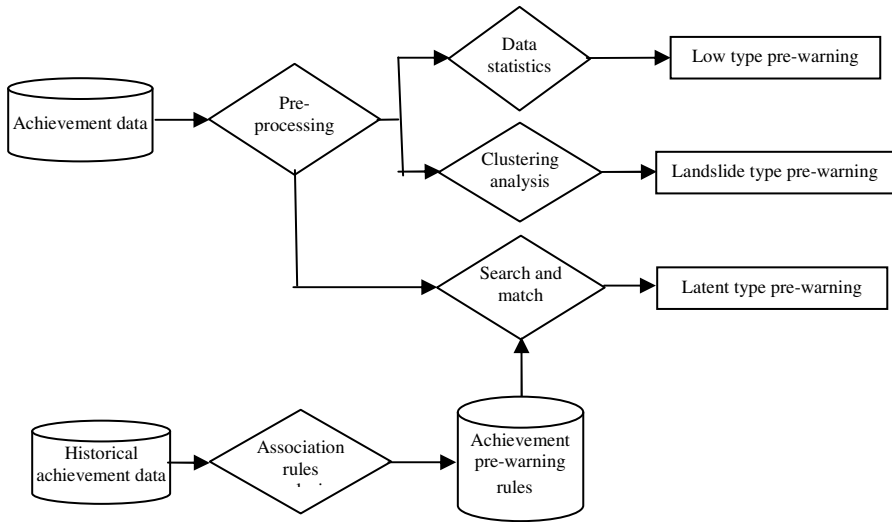 Data
statistics
Low type pre-warning
Achievement data
Pre-
processing
Clustering
analysis
Landslide type pre-warning
Search and
match
Latent type pre-warning
Historical
achievement data
Association
rules
Achievement
pre-warning
rules